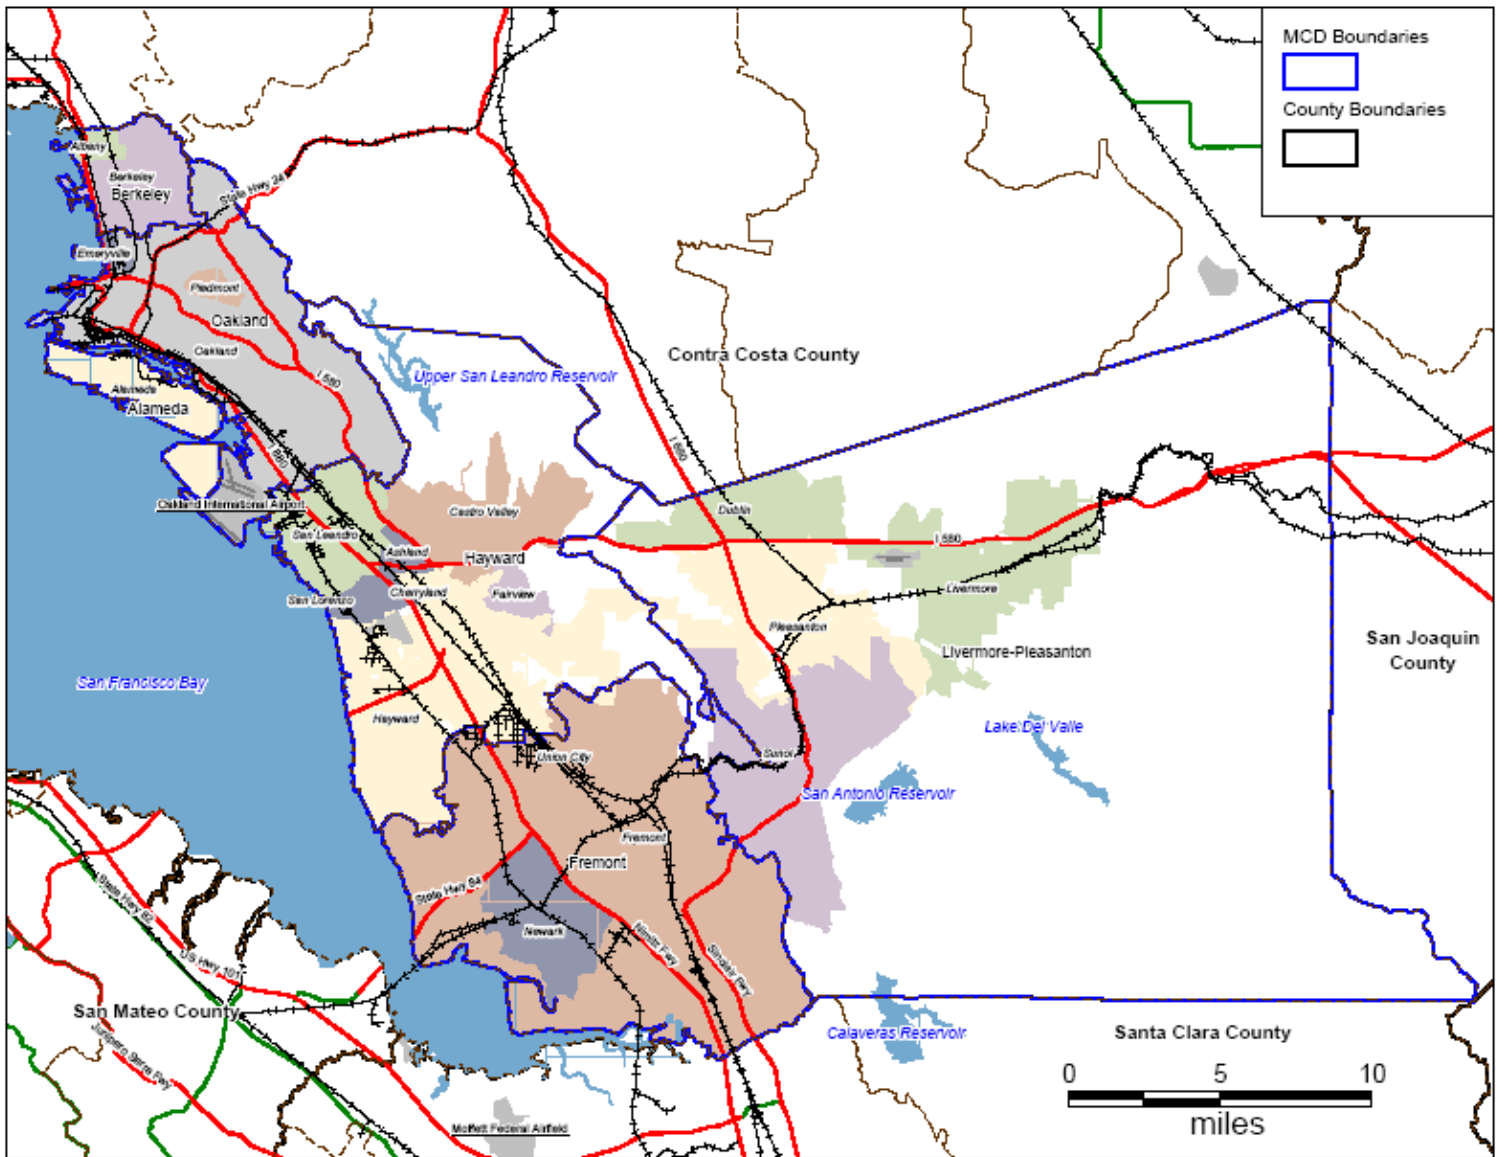 MCD Boundaries
County Boundaries
Albany
Berkeley
Berkeley
State Hwy 24
Emeryville
Piedmont
Oakland
Oakland
I 580
Contra Costa County
Upper San Leandro Reservoir
Alameda
Alameda
I 880
I 680
Oakland International Airport
Castro Valley
Dublin
San Leandro
Ashland
Hayward
I 580
Cherryland
Fairview
San Lorenzo
Livermore
Pleasanton
Livermore-Pleasanton
San Joaquin
County
San Francisco Bay
Hayward
Lake Del Valle
Union City
Sunol
San Antonio Reservoir
Fremont
Fremont
State Hwy 84
State Hwy 82
Newark
Nimitz Fwy
Sinclair Fwy
US Hwy 101
San Mateo County
Junipero Serra Fwy
Calaveras Reservoir
Santa Clara County
0 5 10
miles
Moffett Federal Airfield